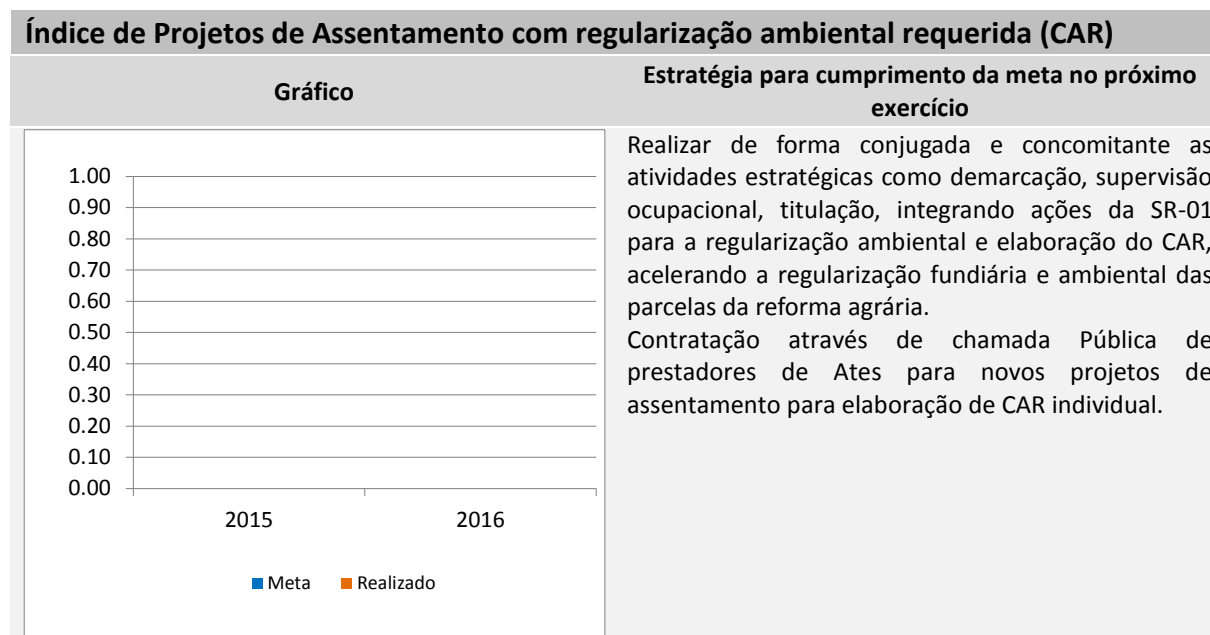 Índice de Projetos de Assentamento com regularização ambiental requerida (CAR)
Gráfico
Estratégia para cumprimento da meta no próximo
exercício
1.00
0.90
0.80
0.70
0.60
0.50
0.40
0.30
0.20
0.10
0.00
2015
2016
Meta
Realizado
Realizar de forma conjugada e concomitante as
atividades estratégicas como demarcação, supervisão
ocupacional, titulação, integrando ações da SR-01
para a regularização ambiental e elaboração do CAR,
acelerando a regularização fundiária e ambiental das
parcelas da reforma agrária.
Contratação através de chamada Pública de
prestadores de Ates para novos projetos de
assentamento para elaboração de CAR individual.